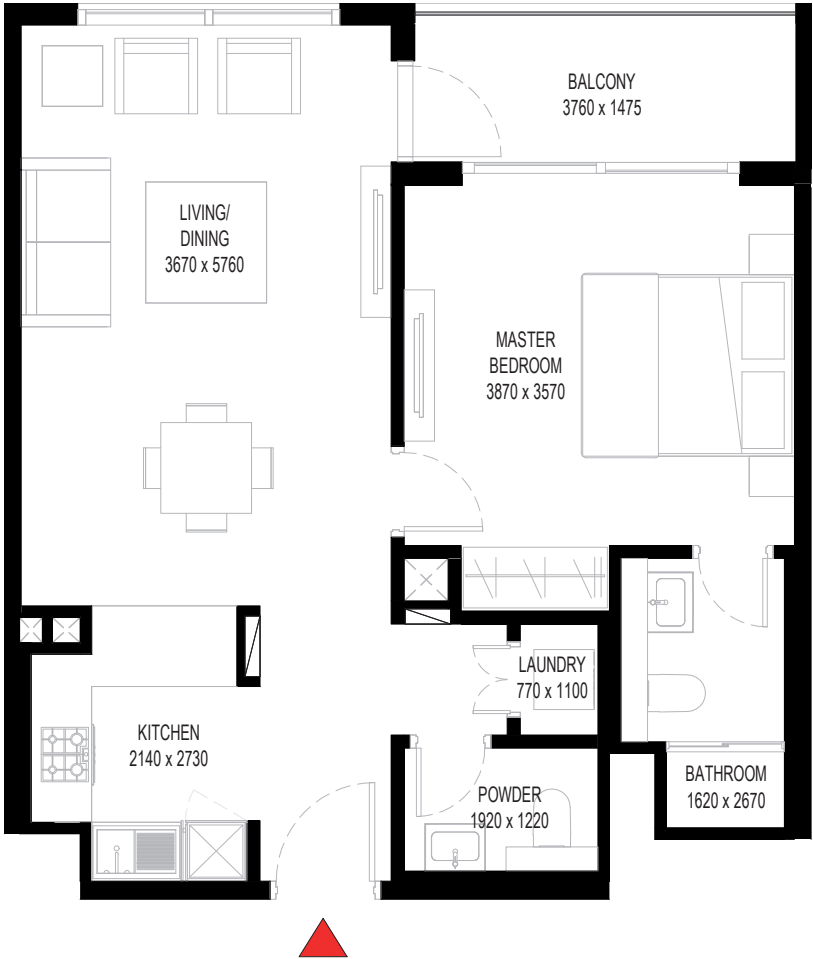 BALCONY
3760 x 1475
LIVING/
DINING
3670 x 5760
MASTER
BEDROOM
3870 x 3570
LAUNDRY
770 x 1100
KITCHEN
2140 x 2730
POWDER
1920 x 1220
BATHROOM
1620 x 2670